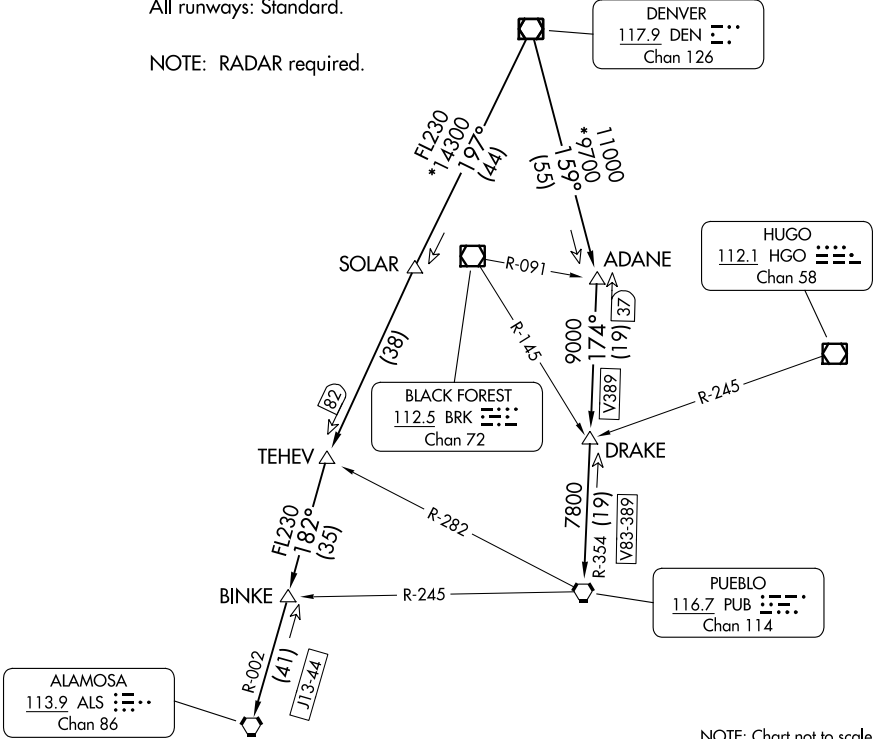 All runways: Standard.
NOTE: RADAR required.
DENVER
117.9 DEN
Chan 126
FL230
*14300
197°
(44)
11000
*9700
159°
(55)
SOLAR
R-091
ADANE
HUGO
112.1 HGO
Chan 58
37
9000
174°
(19)
R-145
(38)
V389
R-245
82
BLACK FOREST
112.5 BRK
Chan 72
TEHEV
DRAKE
7800
R-354 (19)
V83-389
R-282
FL230
182°
(35)
BINKE
R-245
PUEBLO
116.7 PUB
Chan 114
R-002
(41)
J13-44
ALAMOSA
113.9 ALS
Chan 86
NOTE: Chart not to scale